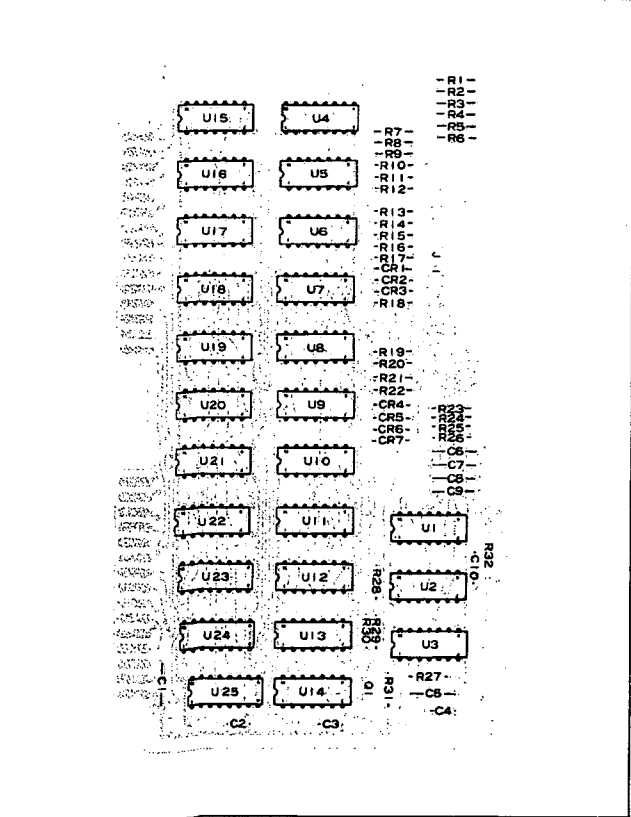 -R1-
-R2-
-R3-
-R4-
-R5-
-R6-
U15
U4
-R7-
-R8-
-R9-
-R10-
-R11-
-R12-
U16
U5
-R13-
-R14-
-R15-
-R16-
-R17-
-CR1-
-CR2-
-CR3-
-R18-
U17
U6
U18
U7
U19
U8
-R19-
-R20-
-R21-
-R22-
-CR4-
-CR5-
-CR6-
-CR7-
U20
U9
-R23-
-R24-
-R25-
-R26-
-C6-
-C7-
-C8-
-C9-
U21
U10
U22
U11
U1
R32
-C10-
U23
U12
-R28-
U2
U24
U13
R30
R29
U3
-C1-
U25
U14
Q1
-R31-
-R27-
-C5-
-C4-
-C2-
-C3-